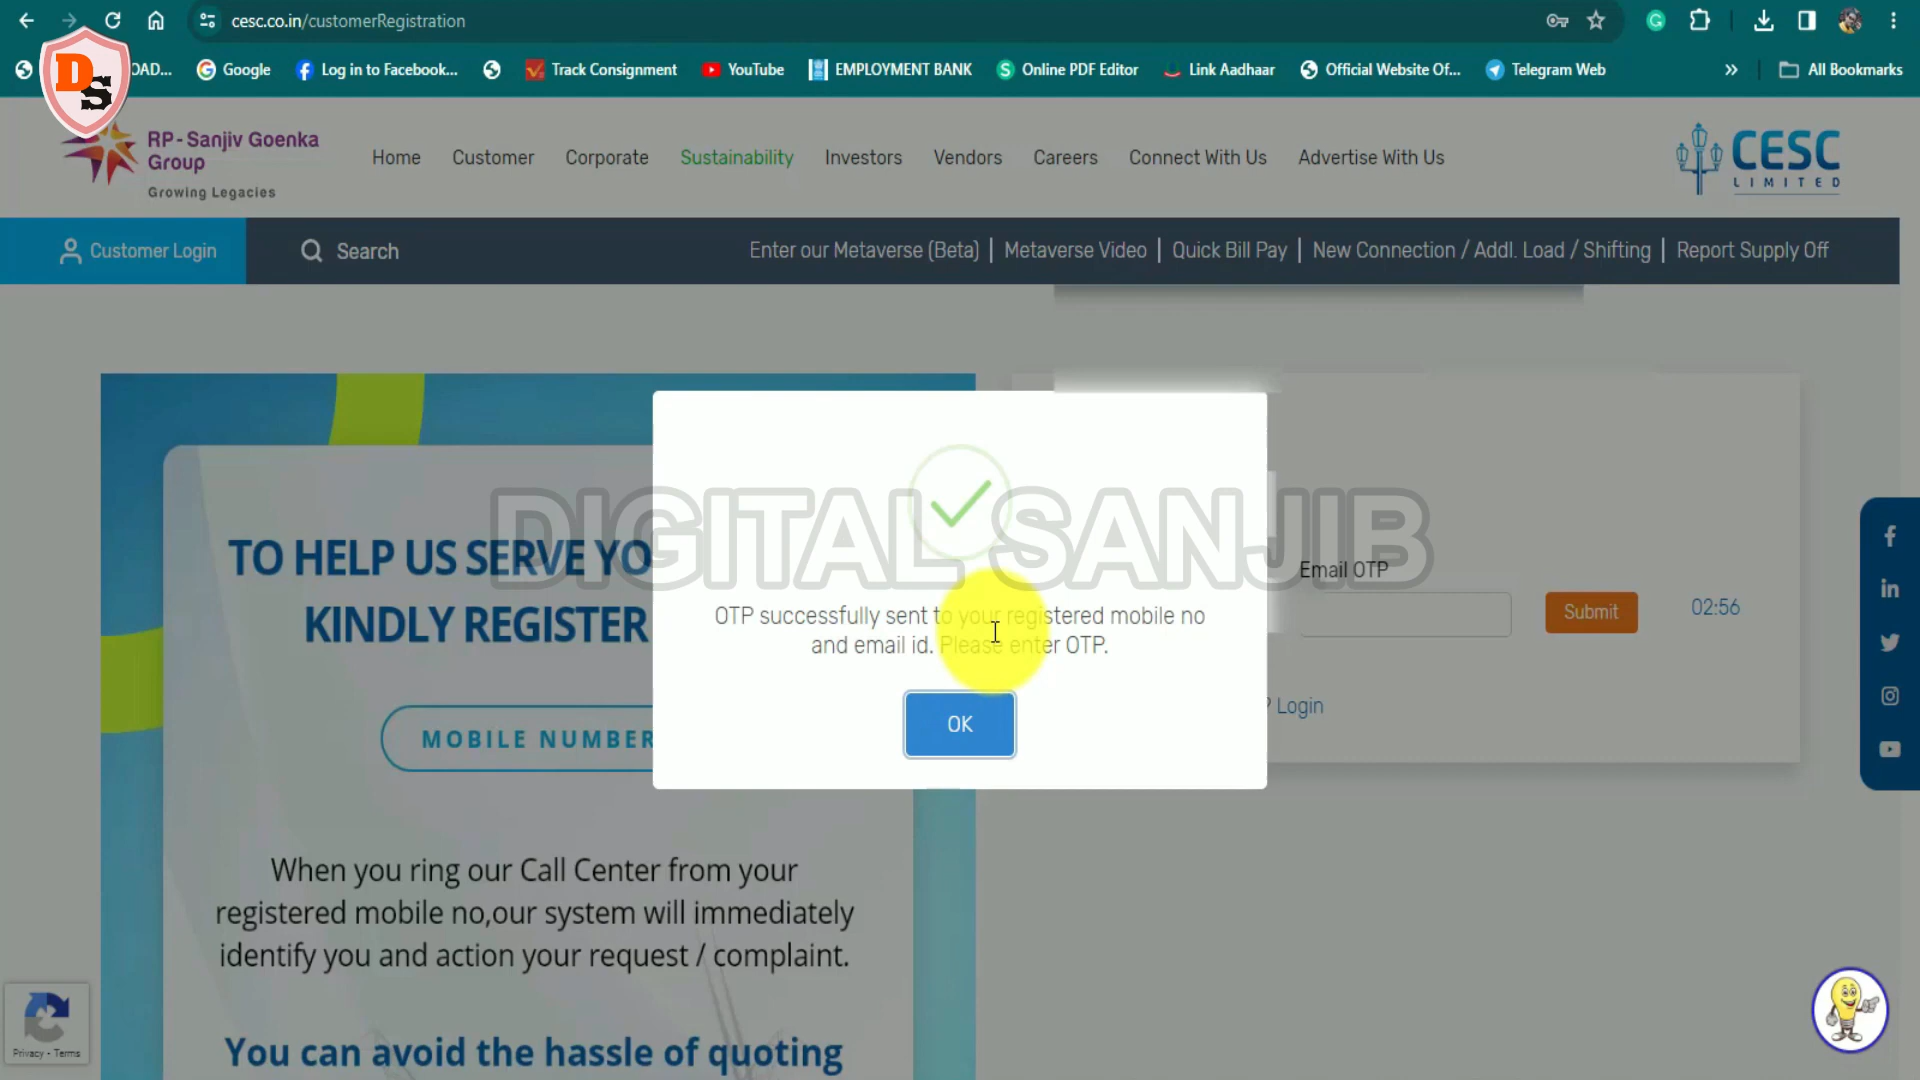 cesc.co.in/customerRegistration
OAD...
Google
Log in to Facebook...
Track Consignment
YouTube
EMPLOYMENT BANK
Online PDF Editor
Link Aadhaar
Official Website Of...
Telegram Web
»
All Bookmarks
DS
RP-Sanjiv Goenka
Group
Growing Legacies
Home
Customer
Corporate
Sustainability
Investors
Vendors
Careers
Connect With Us
Advertise With Us
CESC
LIMITED
Customer Login
Search
Enter our Metaverse (Beta) | Metaverse Video | Quick Bill Pay | New Connection / Addl. Load / Shifting | Report Supply Off
DIGITAL SANJIB
TO HELP US SERVE YO
KINDLY REGISTER
MOBILE NUMBER
When you ring our Call Center from your
registered mobile no,our system will immediately
identify you and action your request / complaint.
You can avoid the hassle of quoting
OTP successfully sent to your registered mobile no
and email id. Please enter OTP.
OK
Email OTP
Submit
02:56
? Login
Privacy - Terms